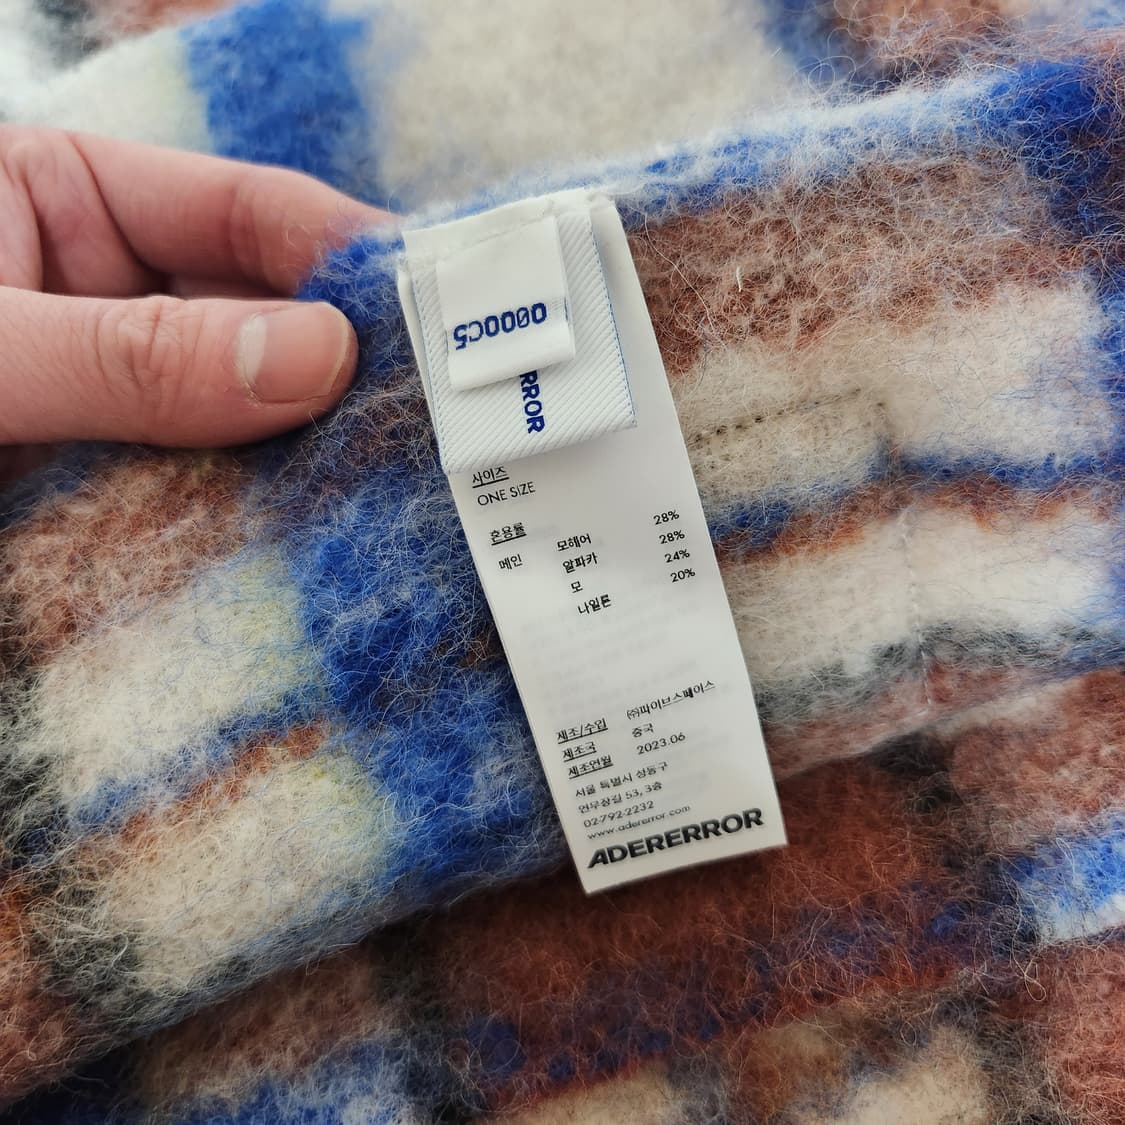 0000C5
RROR
사이즈
ONE SIZE
혼용률
메인 모헤어 28%
알파카 28%
모 24%
나일론 20%
제조/수입 ㈜파이브스페이스
제조국 중국
제조연월 2023.06
서울 특별시 성동구
연무장길 53, 3층
02-792-2232
www.adererror.com
ADERERROR